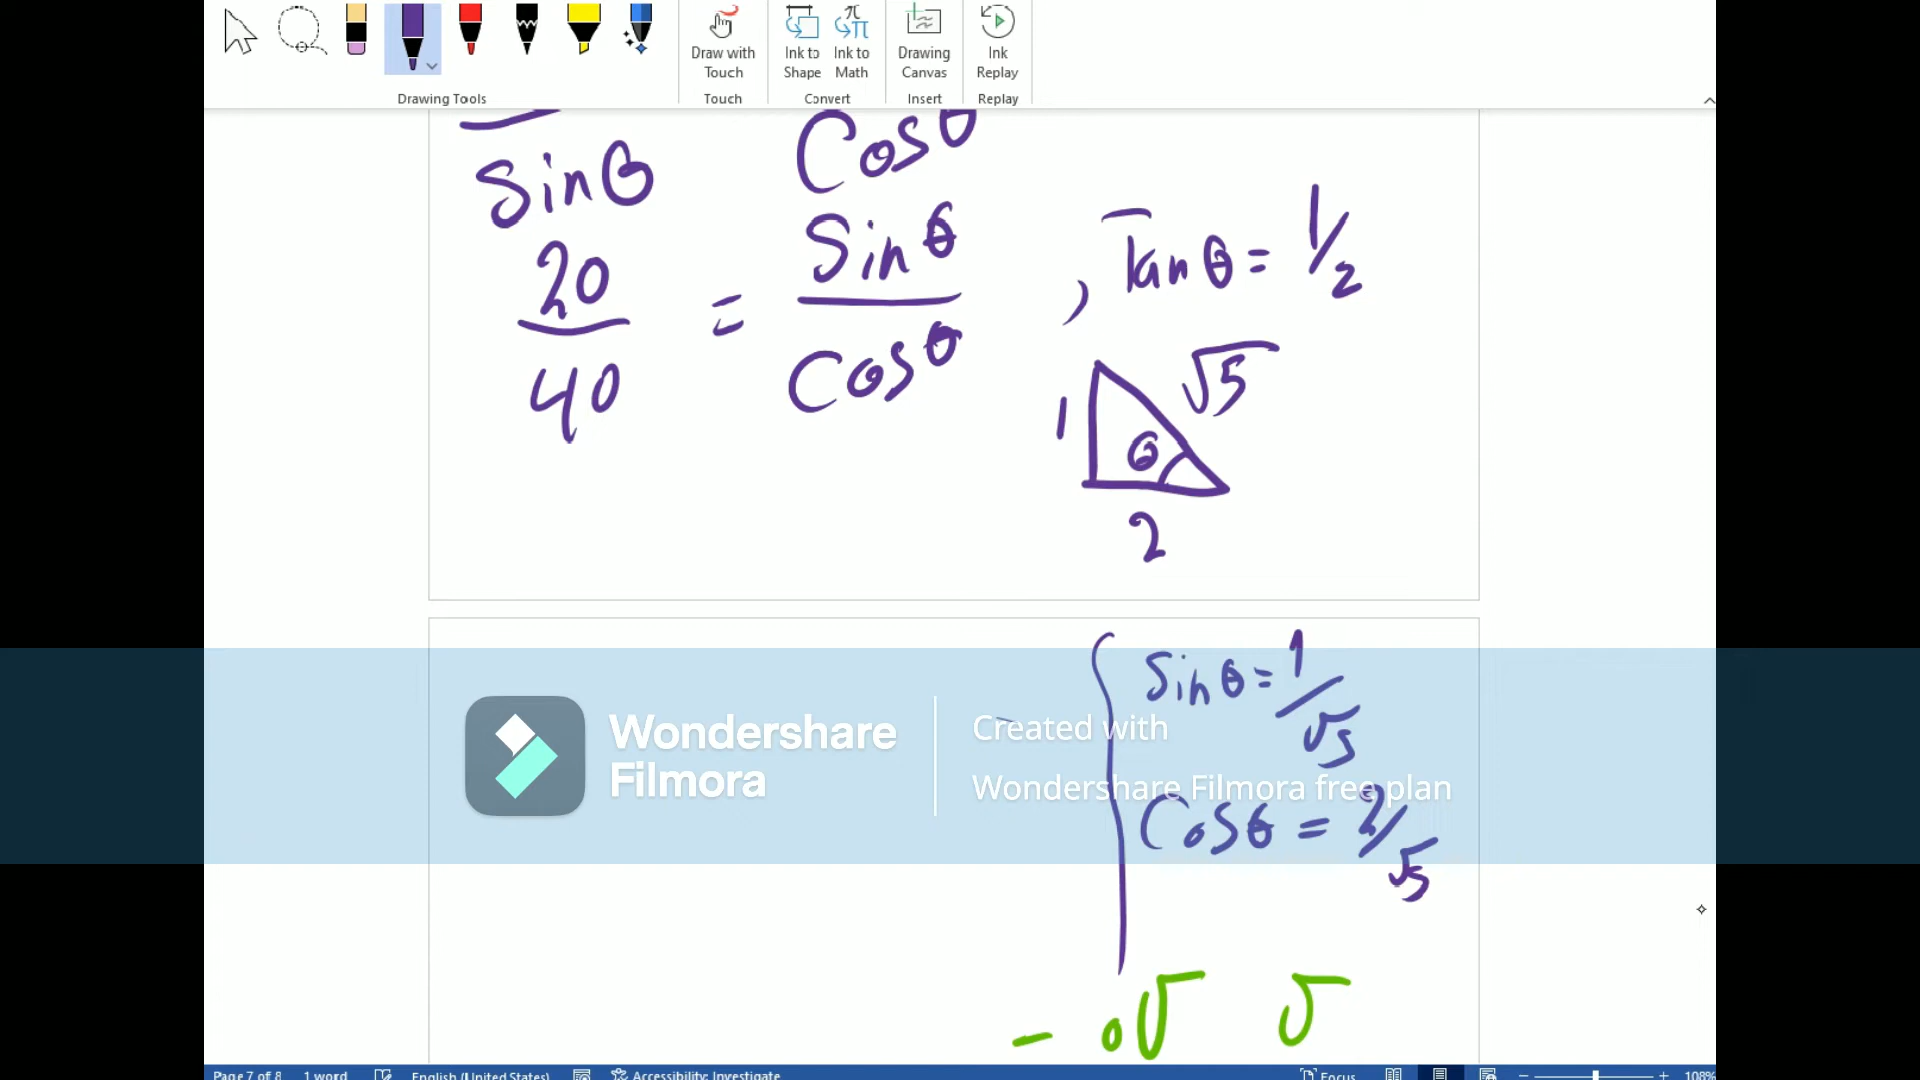 Draw with Touch
Ink to Shape
Ink to Math
Drawing Canvas
Ink Replay
Drawing Tools
Touch
Convert
Insert
Replay
Sinθ
Cosθ
20/40 = Sinθ/Cosθ , Tanθ = 1/2
1
√5
θ
2
Sinθ = 1/√5
Wondershare Filmora
Created with
Wondershare Filmora free plan
Cosθ = 2/√5
Page 7 of 8
1 word
English (United States)
Accessibility: Investigate
Focus
108%